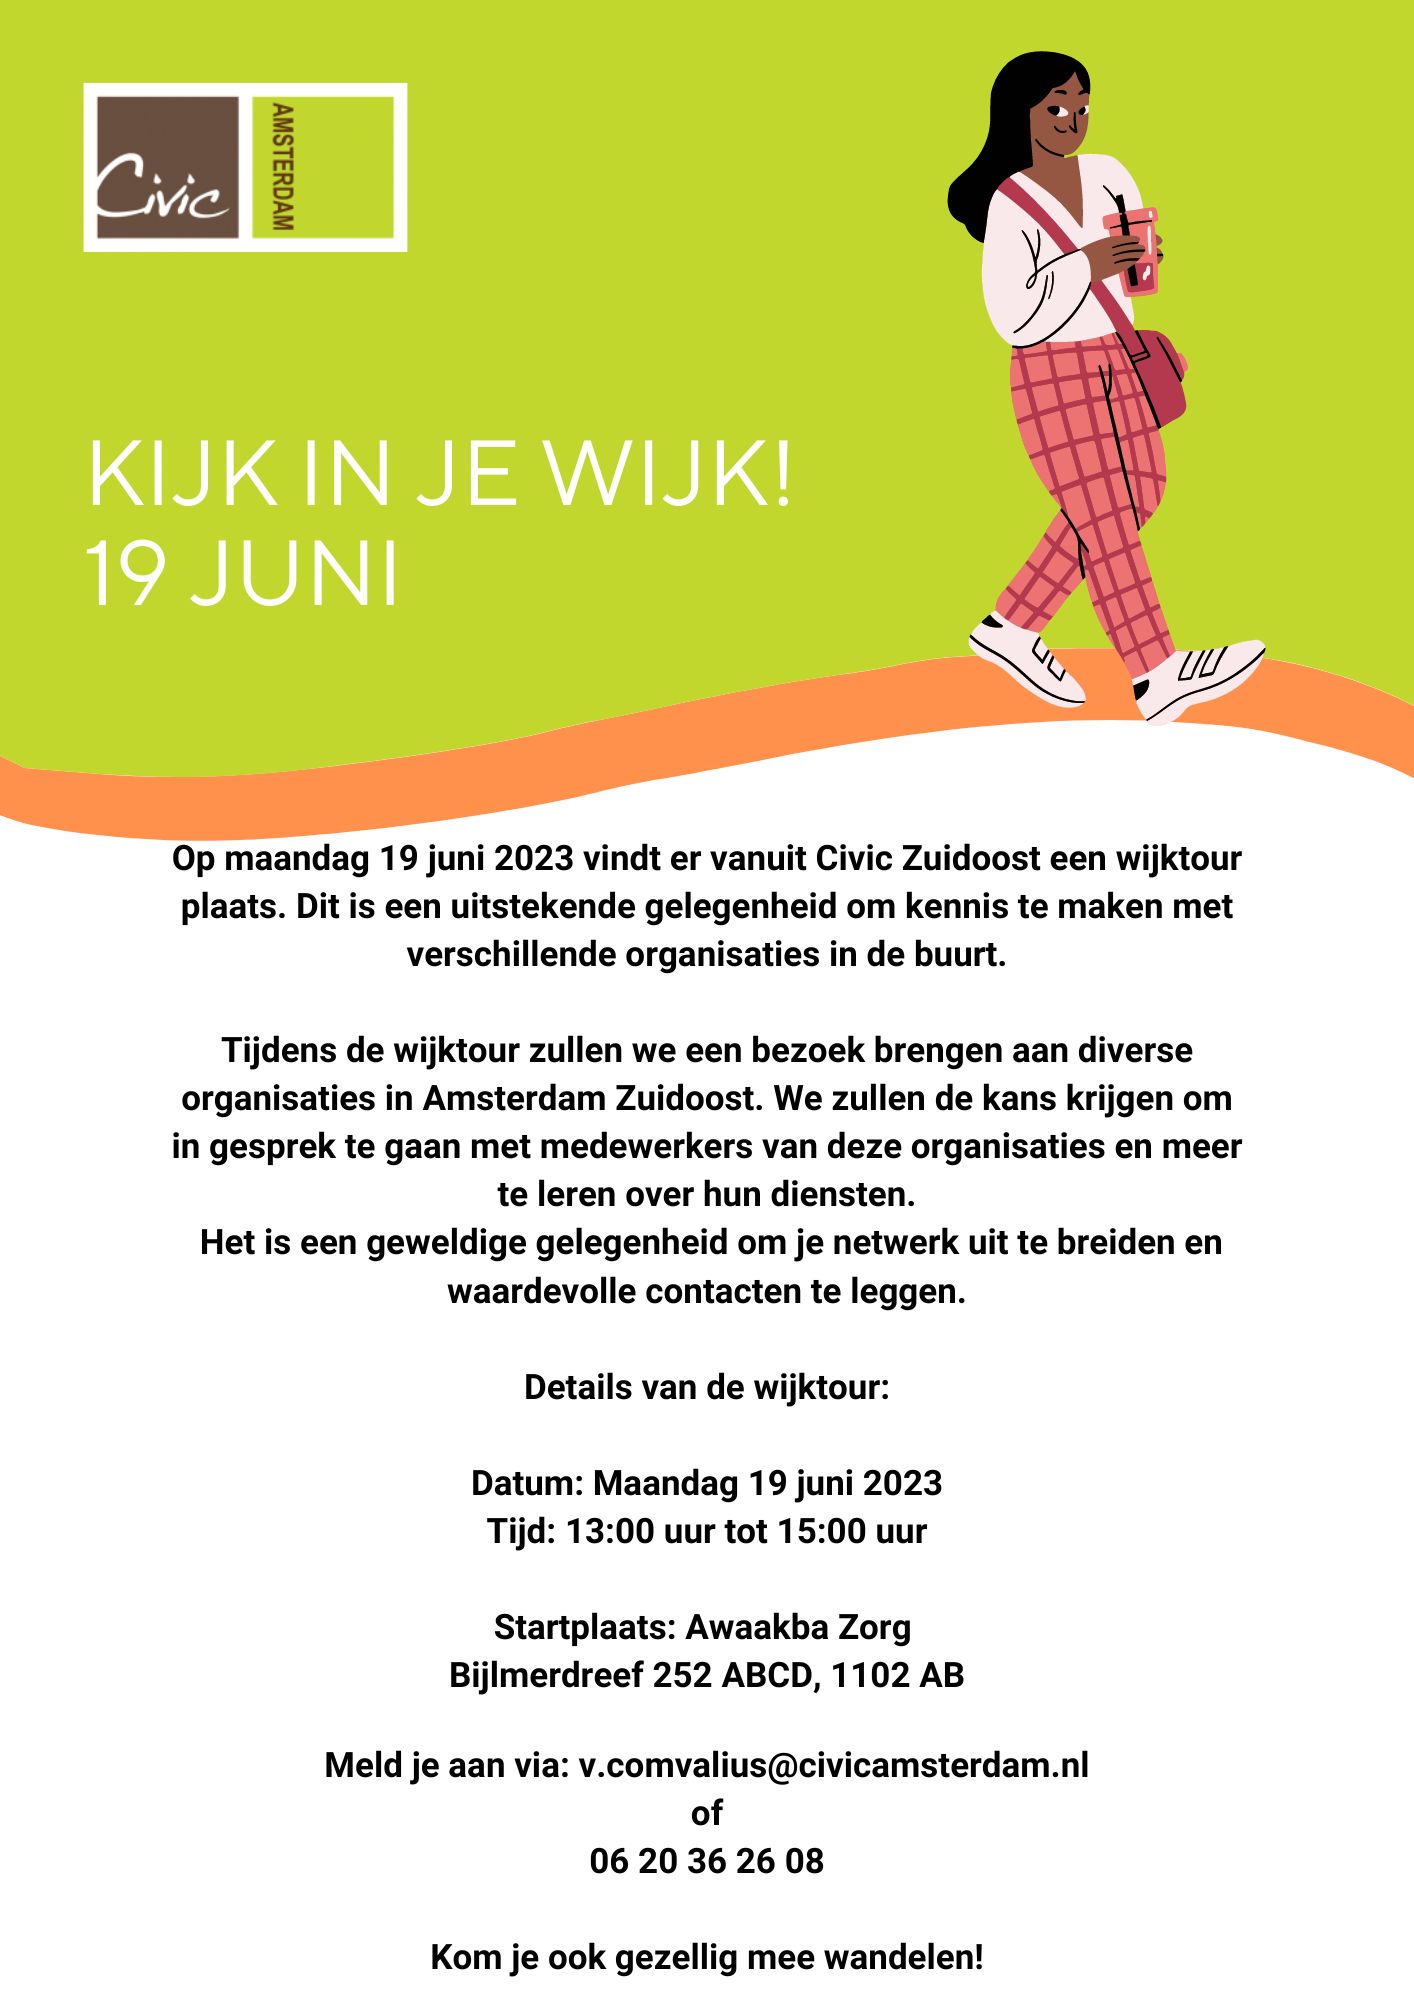 Civic
AMSTERDAM
KIJK IN JE WIJK!
19 JUNI
Op maandag 19 juni 2023 vindt er vanuit Civic Zuidoost een wijktour
plaats. Dit is een uitstekende gelegenheid om kennis te maken met
verschillende organisaties in de buurt.
Tijdens de wijktour zullen we een bezoek brengen aan diverse
organisaties in Amsterdam Zuidoost. We zullen de kans krijgen om
in gesprek te gaan met medewerkers van deze organisaties en meer
te leren over hun diensten.
Het is een geweldige gelegenheid om je netwerk uit te breiden en
waardevolle contacten te leggen.
Details van de wijktour:
Datum: Maandag 19 juni 2023
Tijd: 13:00 uur tot 15:00 uur
Startplaats: Awaakba Zorg
Bijlmerdreef 252 ABCD, 1102 AB
Meld je aan via: v.comvalius@civicamsterdam.nl
of
06 20 36 26 08
Kom je ook gezellig mee wandelen!